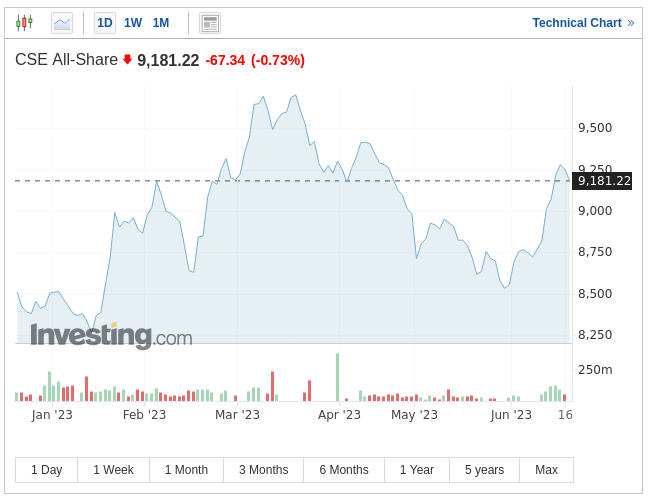 1D 1W 1M Technical Chart »
CSE All-Share 9,181.22 -67.34 (-0.73%)
9,500
9,250
9,181.22
9,000
8,750
8,500
8,250
Investing.com
250m
Jan '23 Feb '23 Mar '23 Apr '23 May '23 Jun '23 16
1 Day 1 Week 1 Month 3 Months 6 Months 1 Year 5 years Max